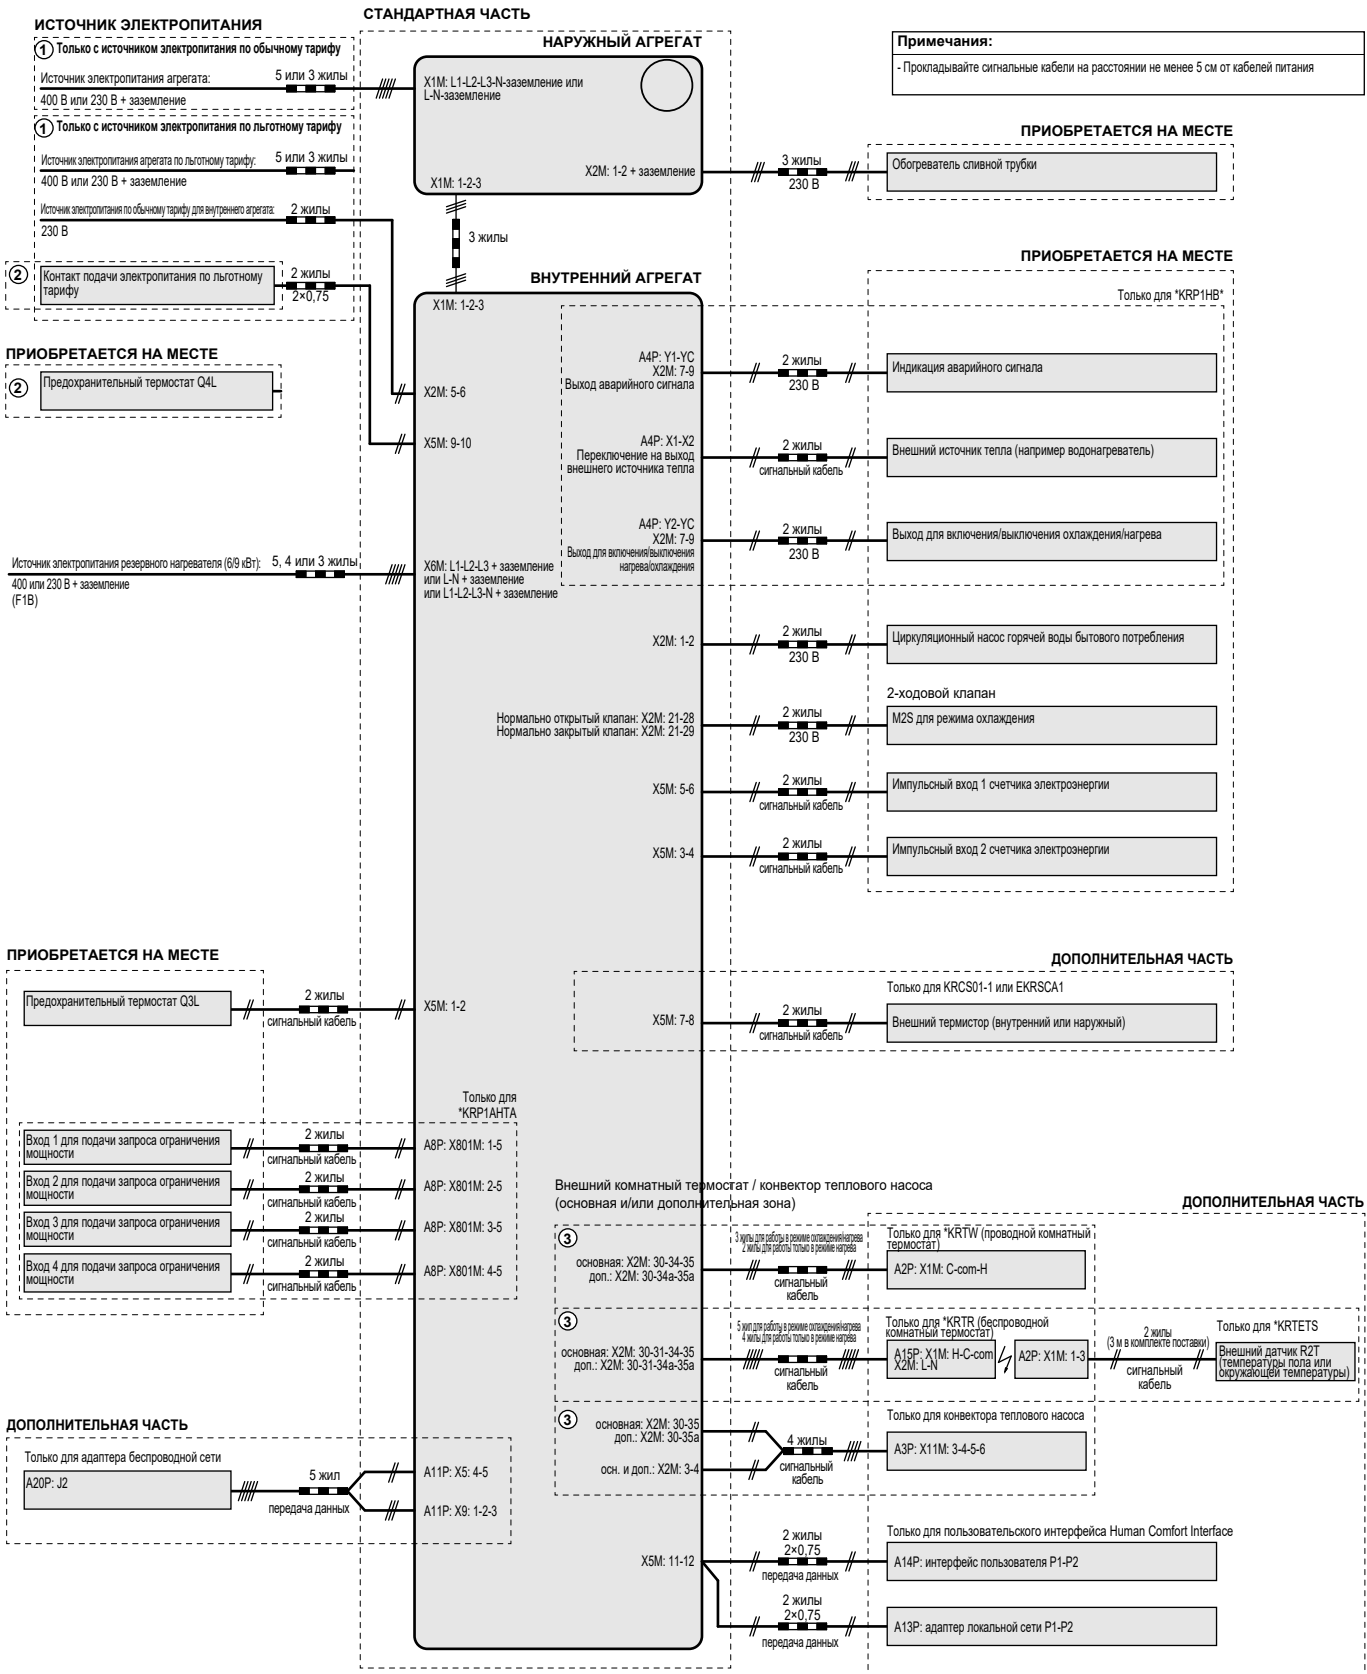 СТАНДАРТНАЯ ЧАСТЬ
ИСТОЧНИК ЭЛЕКТРОПИТАНИЯ
1 Только с источником электропитания по обычному тарифу
Источник электропитания агрегата:
5 или 3 жилы
400 В или 230 В + заземление
1 Только с источником электропитания по льготному тарифу
Источник электропитания агрегата по льготному тарифу:
5 или 3 жилы
400 В или 230 В + заземление
Источник электропитания по обычному тарифу для внутреннего агрегата:
2 жилы
230 В
2
Контакт подачи электропитания по льготному
тарифу
2 жилы
2×0,75
ПРИОБРЕТАЕТСЯ НА МЕСТЕ
2
Предохранительный термостат Q4L
НАРУЖНЫЙ АГРЕГАТ
X1M: L1-L2-L3-N-заземление или
L-N-заземление
X2M: 1-2 + заземление
X1M: 1-2-3
3 жилы
Примечания:
- Прокладывайте сигнальные кабели на расстоянии не менее 5 см от кабелей питания
ПРИОБРЕТАЕТСЯ НА МЕСТЕ
3 жилы
230 В
Обогреватель сливной трубки
ВНУТРЕННИЙ АГРЕГАТ
X1M: 1-2-3
X2M: 5-6
X5M: 9-10
ПРИОБРЕТАЕТСЯ НА МЕСТЕ
Только для *KRP1HB*
A4P: Y1-YC
X2M: 7-9
Выход аварийного сигнала
2 жилы
230 В
Индикация аварийного сигнала
A4P: X1-X2
Переключение на выход
внешнего источника тепла
2 жилы
сигнальный кабель
Внешний источник тепла (например водонагреватель)
A4P: Y2-YC
X2M: 7-9
Выход для включения/выключения
нагрева/охлаждения
2 жилы
230 В
Выход для включения/выключения охлаждения/нагрева
Источник электропитания резервного нагревателя (6/9 кВт):
5, 4 или 3 жилы
400 или 230 В + заземление
(F1B)
X6M: L1-L2-L3 + заземление
или L-N + заземление
или L1-L2-L3-N + заземление
X2M: 1-2
2 жилы
230 В
Циркуляционный насос горячей воды бытового потребления
2-ходовой клапан
Нормально открытый клапан: X2M: 21-28
Нормально закрытый клапан: X2M: 21-29
2 жилы
230 В
M2S для режима охлаждения
X5M: 5-6
2 жилы
сигнальный кабель
Импульсный вход 1 счетчика электроэнергии
X5M: 3-4
2 жилы
сигнальный кабель
Импульсный вход 2 счетчика электроэнергии
ПРИОБРЕТАЕТСЯ НА МЕСТЕ
Предохранительный термостат Q3L
2 жилы
сигнальный кабель
X5M: 1-2
ДОПОЛНИТЕЛЬНАЯ ЧАСТЬ
Только для KRCS01-1 или EKRSCA1
X5M: 7-8
2 жилы
сигнальный кабель
Внешний термистор (внутренний или наружный)
Только для
*KRP1AHTA
Вход 1 для подачи запроса ограничения
мощности
2 жилы
сигнальный кабель
A8P: X801M: 1-5
Вход 2 для подачи запроса ограничения
мощности
2 жилы
сигнальный кабель
A8P: X801M: 2-5
Вход 3 для подачи запроса ограничения
мощности
2 жилы
сигнальный кабель
A8P: X801M: 3-5
Вход 4 для подачи запроса ограничения
мощности
2 жилы
сигнальный кабель
A8P: X801M: 4-5
Внешний комнатный термостат / конвектор теплового насоса
(основная и/или дополнительная зона)
ДОПОЛНИТЕЛЬНАЯ ЧАСТЬ
3
основная: X2M: 30-34-35
доп.: X2M: 30-34a-35a
3 жилы для работы в режиме охлаждения/нагрева
2 жилы для работы только в режиме нагрева
сигнальный
кабель
Только для *KRTW (проводной комнатный
термостат)
A2P: X1M: C-com-H
3
основная: X2M: 30-31-34-35
доп.: X2M: 30-31-34a-35a
5 жил для работы в режиме охлаждения/нагрева
4 жилы для работы только в режиме нагрева
сигнальный
кабель
Только для *KRTR (беспроводной
комнатный термостат)
A15P: X1M: H-C-com
X2M: L-N
A2P: X1M: 1-3
2 жилы
(3 м в комплекте поставки)
сигнальный
кабель
Только для *KRTETS
Внешний датчик R2T
(температуры пола или
окружающей температуры)
3
основная: X2M: 30-35
доп.: X2M: 30-35a
осн. и доп.: X2M: 3-4
4 жилы
сигнальный
кабель
Только для конвектора теплового насоса
A3P: X11M: 3-4-5-6
ДОПОЛНИТЕЛЬНАЯ ЧАСТЬ
Только для адаптера беспроводной сети
A20P: J2
5 жил
передача данных
A11P: X5: 4-5
A11P: X9: 1-2-3
X5M: 11-12
2 жилы
2×0,75
передача данных
Только для пользовательского интерфейса Human Comfort Interface
A14P: интерфейс пользователя P1-P2
2 жилы
2×0,75
передача данных
A13P: адаптер локальной сети P1-P2